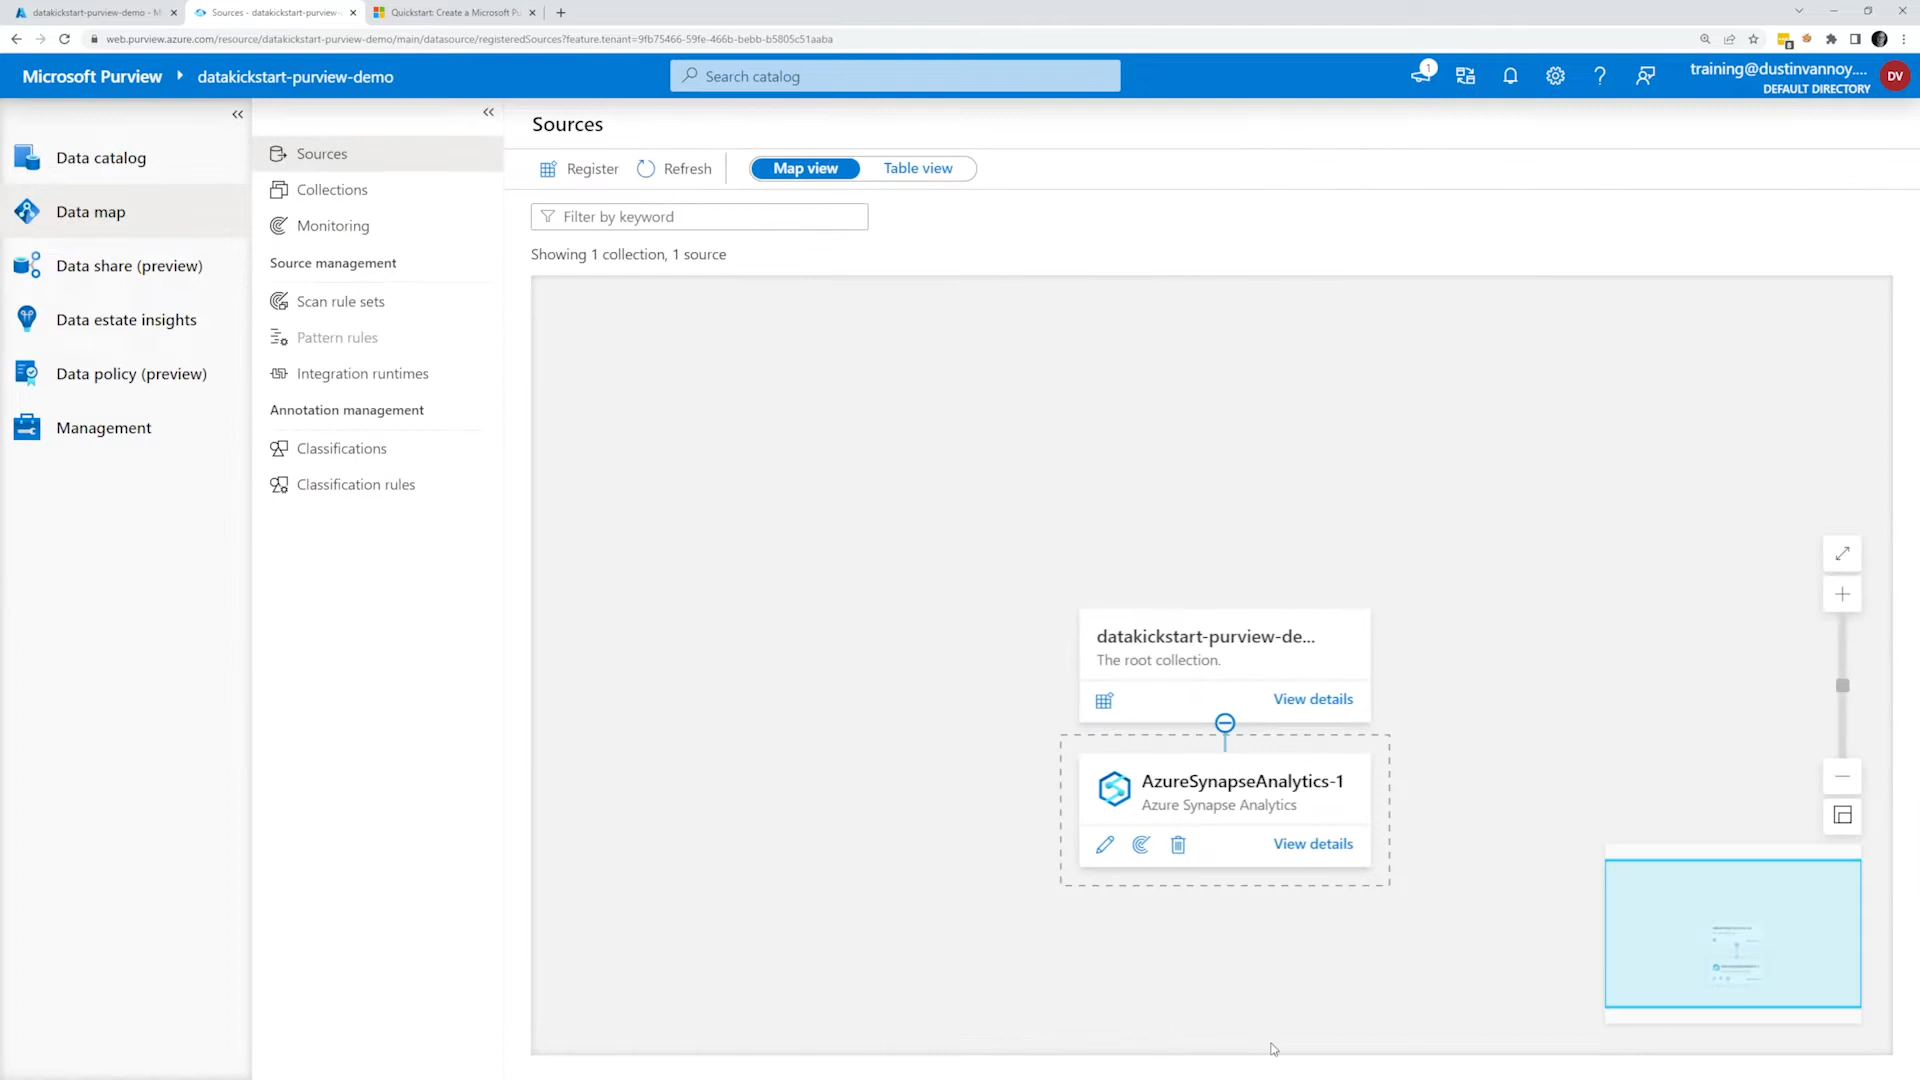 datakickstart-purview-demo - M
Sources - datakickstart-purview-
Quickstart: Create a Microsoft Pu
web.purview.azure.com/resource/datakickstart-purview-demo/main/datasource/registeredSources?feature.tenant=9fb75466-59fe-466b-bebb-b5805c51aaba
Microsoft Purview
datakickstart-purview-demo
Search catalog
1
training@dustinvannoy....
DEFAULT DIRECTORY
DV
Data catalog
Data map
Data share (preview)
Data estate insights
Data policy (preview)
Management
Sources
Collections
Monitoring
Source management
Scan rule sets
Pattern rules
Integration runtimes
Annotation management
Classifications
Classification rules
Sources
Register
Refresh
Map view
Table view
Filter by keyword
Showing 1 collection, 1 source
datakickstart-purview-de...
The root collection.
View details
AzureSynapseAnalytics-1
Azure Synapse Analytics
View details